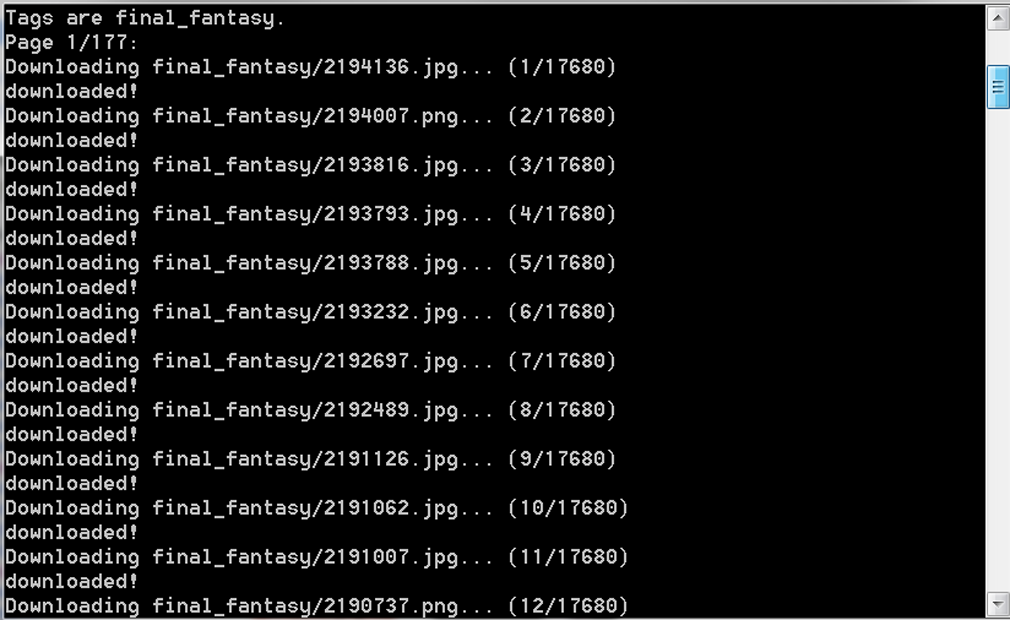 Tags are final_fantasy.
Page 1/177:
Downloading final_fantasy/2194136.jpg... (1/17680)
downloaded!
Downloading final_fantasy/2194007.png... (2/17680)
downloaded!
Downloading final_fantasy/2193816.jpg... (3/17680)
downloaded!
Downloading final_fantasy/2193793.jpg... (4/17680)
downloaded!
Downloading final_fantasy/2193788.jpg... (5/17680)
downloaded!
Downloading final_fantasy/2193232.jpg... (6/17680)
downloaded!
Downloading final_fantasy/2192697.jpg... (7/17680)
downloaded!
Downloading final_fantasy/2192489.jpg... (8/17680)
downloaded!
Downloading final_fantasy/2191126.jpg... (9/17680)
downloaded!
Downloading final_fantasy/2191062.jpg... (10/17680)
downloaded!
Downloading final_fantasy/2191007.jpg... (11/17680)
downloaded!
Downloading final_fantasy/2190737.png... (12/17680)